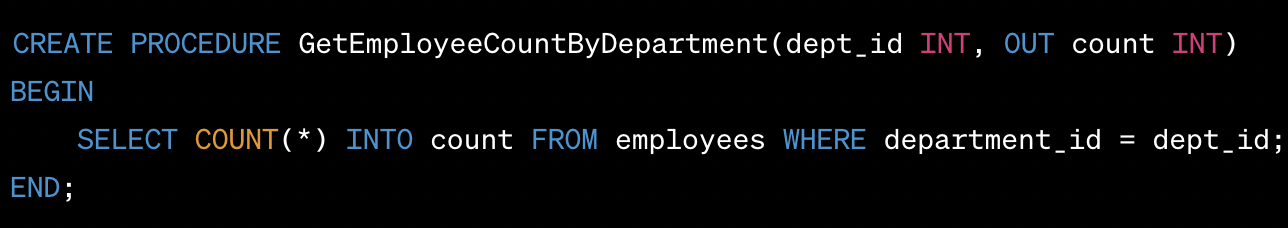 CREATE PROCEDURE GetEmployeeCountByDepartment(dept_id INT, OUT count INT)
BEGIN
    SELECT COUNT(*) INTO count FROM employees WHERE department_id = dept_id;
END;